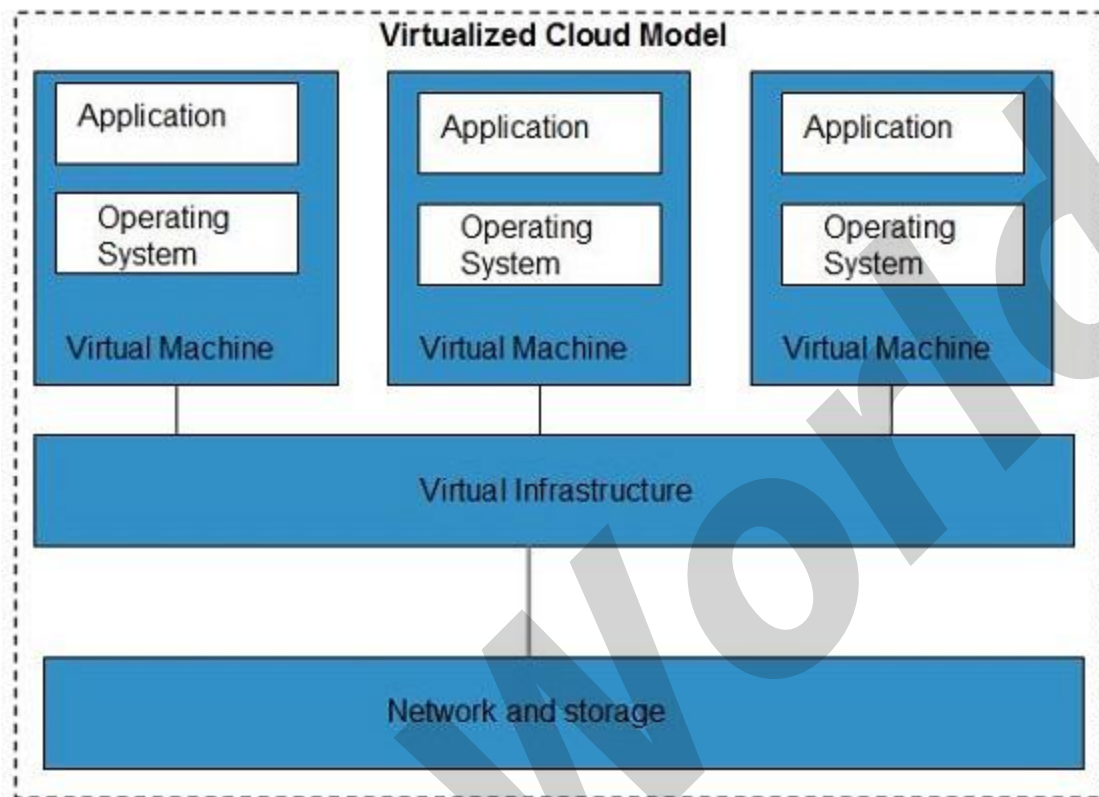 Virtualized Cloud Model
Application
Operating
System
Virtual Machine
Application
Operating
System
Virtual Machine
Application
Operating
System
Virtual Machine
Virtual Infrastructure
Network and storage
World